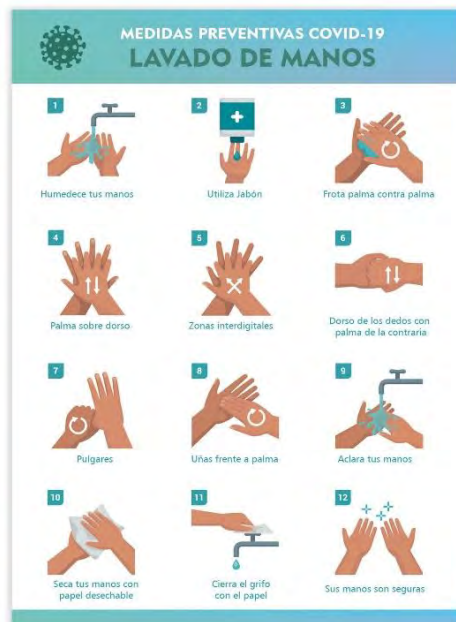 MEDIDAS PREVENTIVAS COVID-19
LAVADO DE MANOS
1
Humedece tus manos
2
Utiliza Jabón
3
Frota palma contra palma
4
Palma sobre dorso
5
Zonas interdigitales
6
Dorso de los dedos con
palma de la contraria
7
Pulgares
8
Uñas frente a palma
9
Aclara tus manos
10
Seca tus manos con
papel desechable
11
Cierra el grifo
con el papel
12
Sus manos son seguras